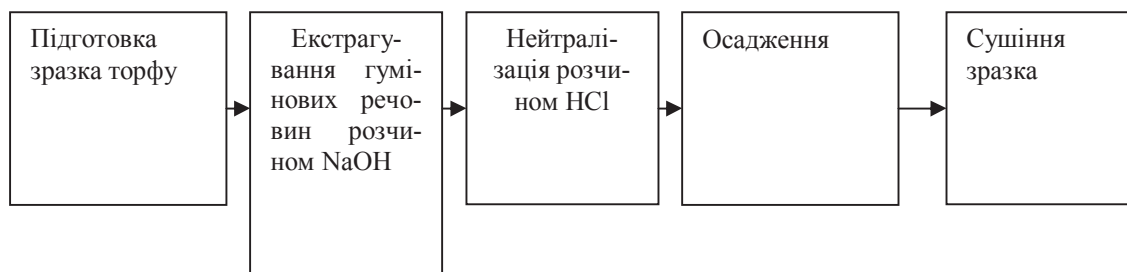 Підготовка
зразка торфу
Екстрагу-
вання гумі-
нових речо-
вин розчи-
ном NaOH
Нейтралі-
зація розчи-
ном HCl
Осадження
Сушіння
зразка